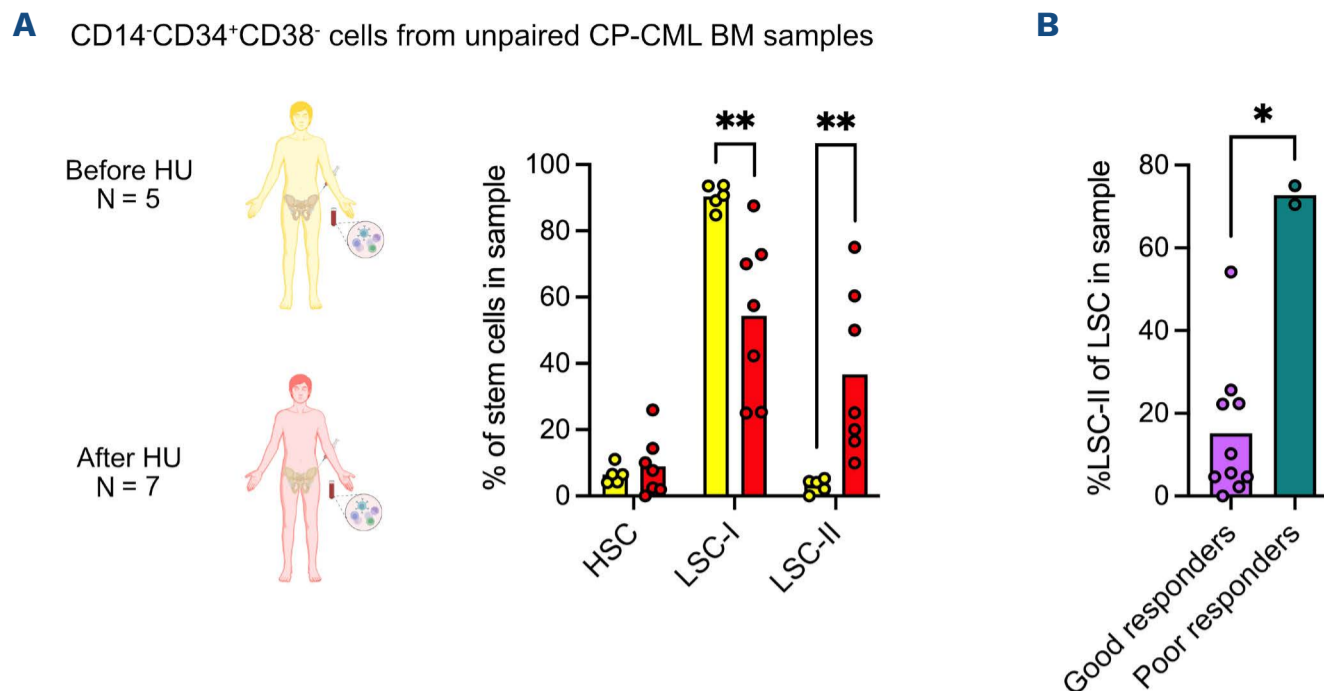 A
CD14⁻CD34⁺CD38⁻ cells from unpaired CP-CML BM samples
Before HU
N = 5
After HU
N = 7
% of stem cells in sample
100
80
60
40
20
0
**
**
HSC
LSC-I
LSC-II
B
%LSC-II of LSC in sample
80
60
40
20
0
*
Good responders
Poor responders